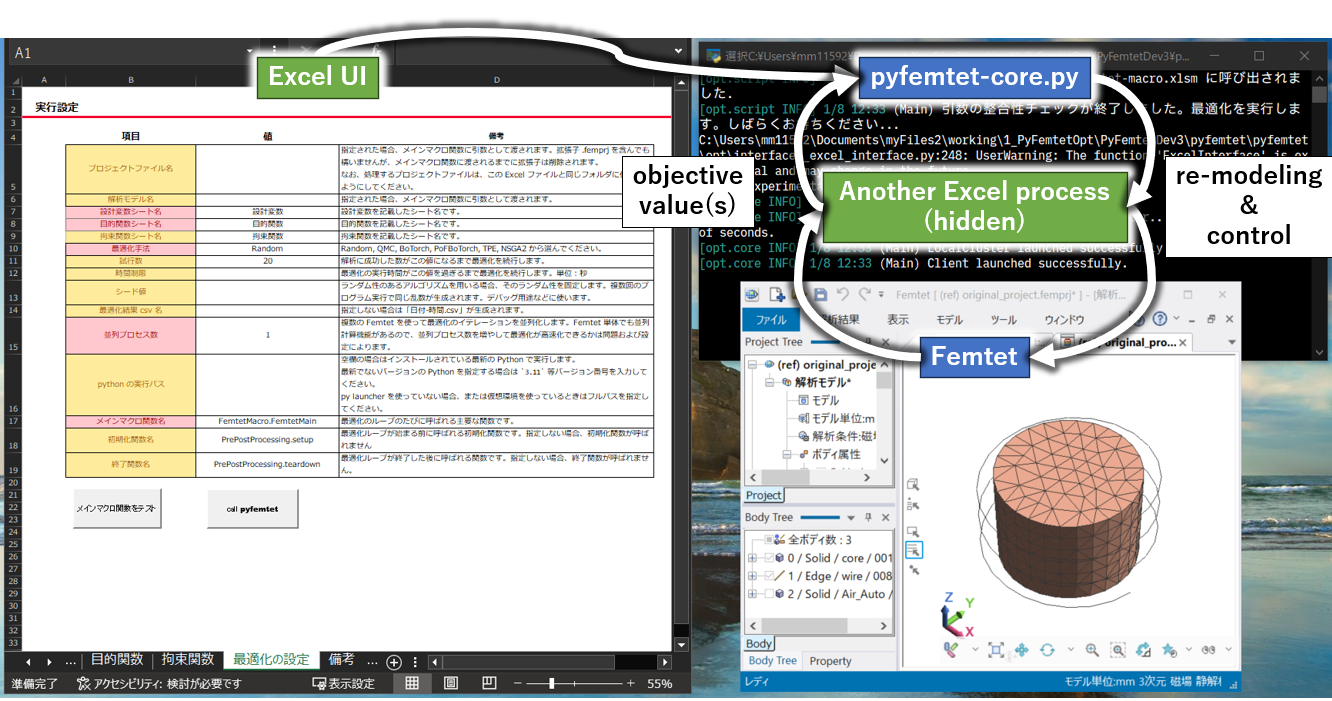 A1
Excel UI
A
B
D
実行設定
項目
値
備考
プロジェクトファイル名
指定された場合、メインマクロ関数に引数として渡されます。拡張子 .femprj を含んでも
構いませんが、メインマクロ関数に渡されるまでに拡張子は削除されます。
なお、処理するプロジェクトファイルは、この Excel ファイルと同じフォルダに
ようにしてください。
解析モデル名
指定された場合、メインマクロ関数に引数として渡されます。
設計変数シート名
設計変数
設計変数を記載したシート名です。
目的関数シート名
目的関数
目的関数を記載したシート名です。
拘束関数シート名
拘束関数
拘束関数を記載したシート名です。
最適化手法
Random
Random, QMC, BoTorch, PoFBoTorch, TPE, NSGA2 から選んでください。
試行数
20
解析に成功した数がこの値になるまで最適化を続行します。
時間制限
最適化の実行時間がこの値を過ぎるまで最適化を続行します。単位：秒
シード値
ランダム性のあるアルゴリズムを用いる場合、そのランダム性を固定します。複数回のプ
ログラム実行で同じ乱数が生成されます。デバッグ用途などに使います。
最適化結果 csv 名
指定しない場合は「日付-時間.csv」が生成されます。
並列プロセス数
1
複数の Femtet を使って最適化のイテレーションを並列化します。Femtet 単体でも並列
計算機能があるので、並列プロセス数を増やして最適化が高速化できるかは問題および設
定によります。
python の実行パス
空欄の場合はインストールされている最新の Python で実行します。
最新でないバージョンの Python を指定する場合は `3.11` 等バージョン番号を入力して
ください。
py launcher を使っていない場合、または仮想環境を使っているときはフルパスを指定し
てください。
メインマクロ関数名
FemtetMacro.FemtetMain
最適化のループのたびに呼ばれる主要な関数です。
初期化関数名
PrePostProcessing.setup
最適化ループが始まる前に呼ばれる初期化関数です。指定しない場合、初期化関数が呼ば
れません
終了関数名
PrePostProcessing.teardown
最適化ループが終了した後に呼ばれる関数です。指定しない場合、終了関数が呼ばれませ
ん。
メインマクロ関数をテスト
call pyfemtet
1
2
3
4
5
6
7
8
9
10
11
12
13
14
15
16
17
18
19
20
21
22
23
24
25
26
27
28
29
30
31
32
33
... 目的関数 拘束関数 最適化の設定 備考 ...
準備完了 アクセシビリティ: 検討が必要です 表示設定 55%
選択C:¥Users¥mm11592¥
PyFemtetDev3¥p...
pyfemtet-core.py
[opt.script INFO]
et-macro.xlsm に呼び出されま
した.
[opt.script INFO] 1/8 12:33 (Main) 引数の整合性チェックが終了しました。最適化を実行しま
す。しばらくお待ちください...
C:\Users\mm11592\Documents\myFiles2\working\1_PyFemtetOpt\PyFemtetDev3\pyfemtet\pyfemtet
\opt\interface\_excel_interface.py:248: UserWarning: The function 'ExcelInterface' is ex
of seconds.
[opt.core INFO] 1/8 12:33 (Main) LocalCluster launched successfully
[opt.core INFO] 1/8 12:33 (Main) Client launched successfully.
objective
value(s)
Another Excel process
(hidden)
re-modeling
&
control
Femtet [ (ref) original_project.femprj* ] - [解析...
ファイル 解析結果 表示 モデル ツール ウィンドウ
Femtet
Project Tree
(ref) original_proje
解析モデル*
モデル
モデル単位:m
解析条件:磁場
ボディ属性
Project
original_pro...
Body Tree
全ボディ数 : 3
0 / Solid / core / 001
1 / Edge / wire / 008
2 / Solid / Air_Auto /
Body
Body Tree Property
Z
Y
X
レディ
モデル単位:mm 3次元 磁場 静解析